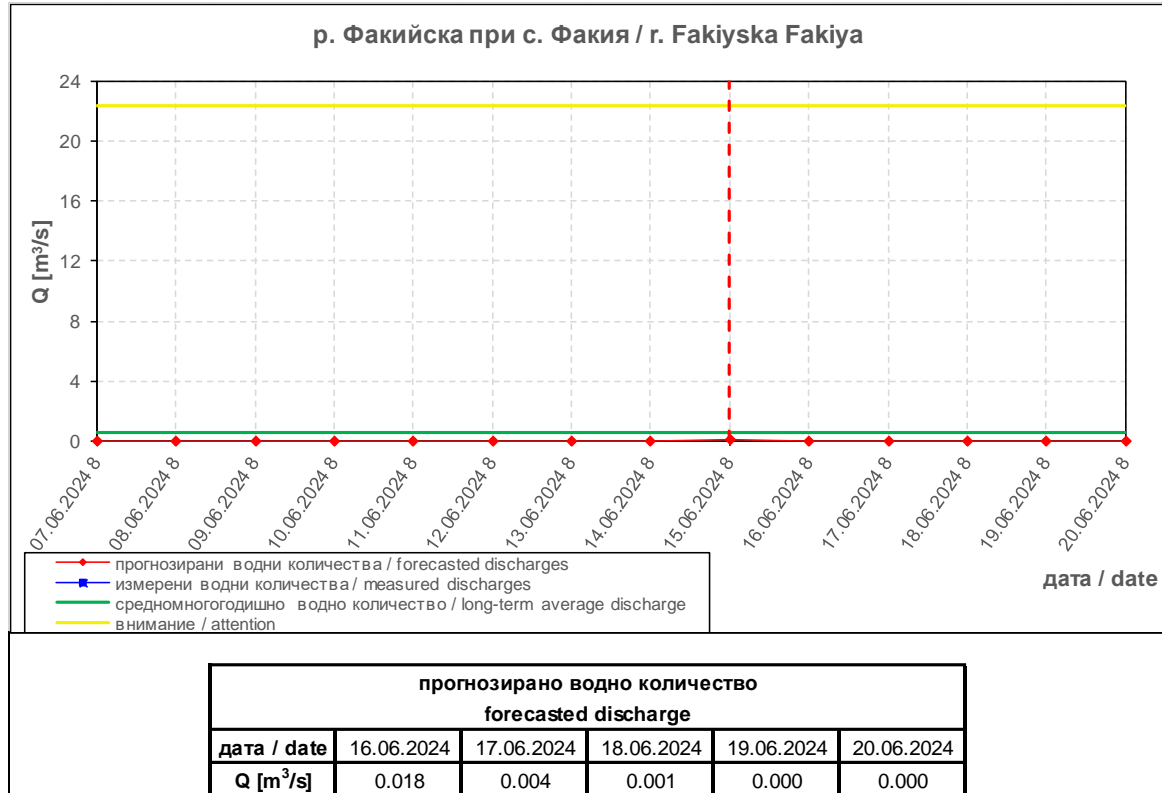 р. Факийска при с. Факия / r. Fakiyska Fakiya
Q [m³/s]
24
20
16
12
8
4
0
07.06.2024 8
08.06.2024 8
09.06.2024 8
10.06.2024 8
11.06.2024 8
12.06.2024 8
13.06.2024 8
14.06.2024 8
15.06.2024 8
16.06.2024 8
17.06.2024 8
18.06.2024 8
19.06.2024 8
20.06.2024 8
дата / date
прогнозирани водни количества / forecasted discharges
измерени водни количества / measured discharges
средномногогодишно водно количество / long-term average discharge
внимание / attention
прогнозирано водно количество
forecasted discharge
дата / date 16.06.2024 17.06.2024 18.06.2024 19.06.2024 20.06.2024
Q [m³/s] 0.018 0.004 0.001 0.000 0.000